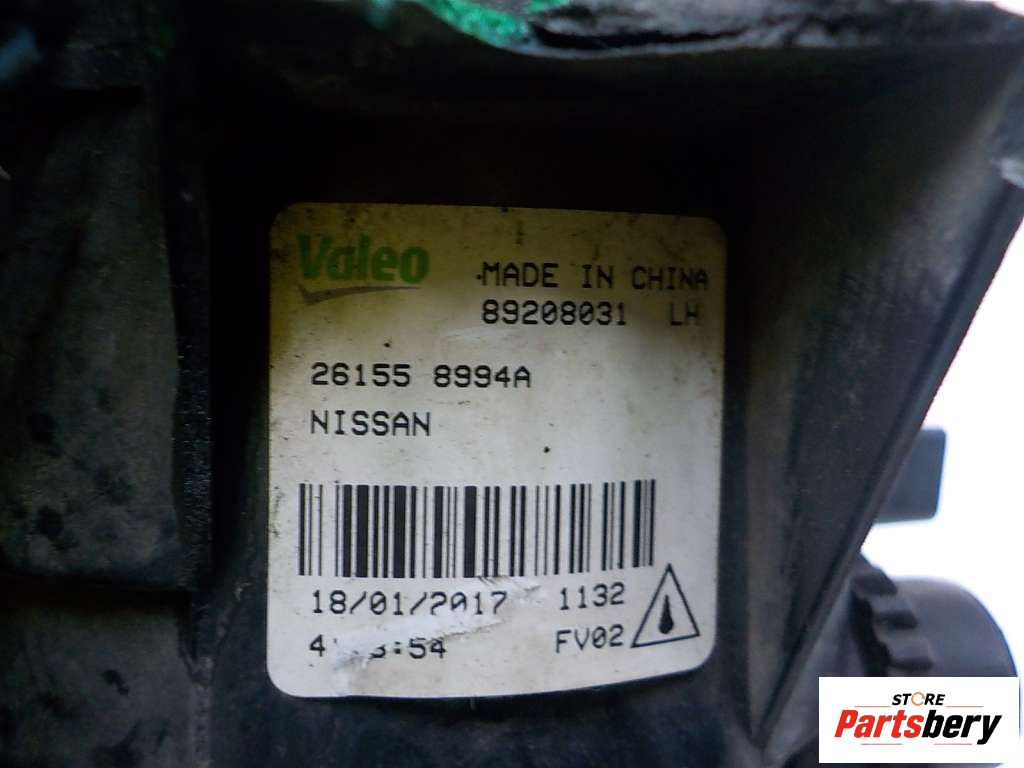 Valeo
MADE IN CHINA
89208031 LH
26155 8994A
NISSAN
18/01/2017 1132
FV02
STORE
Partsbery